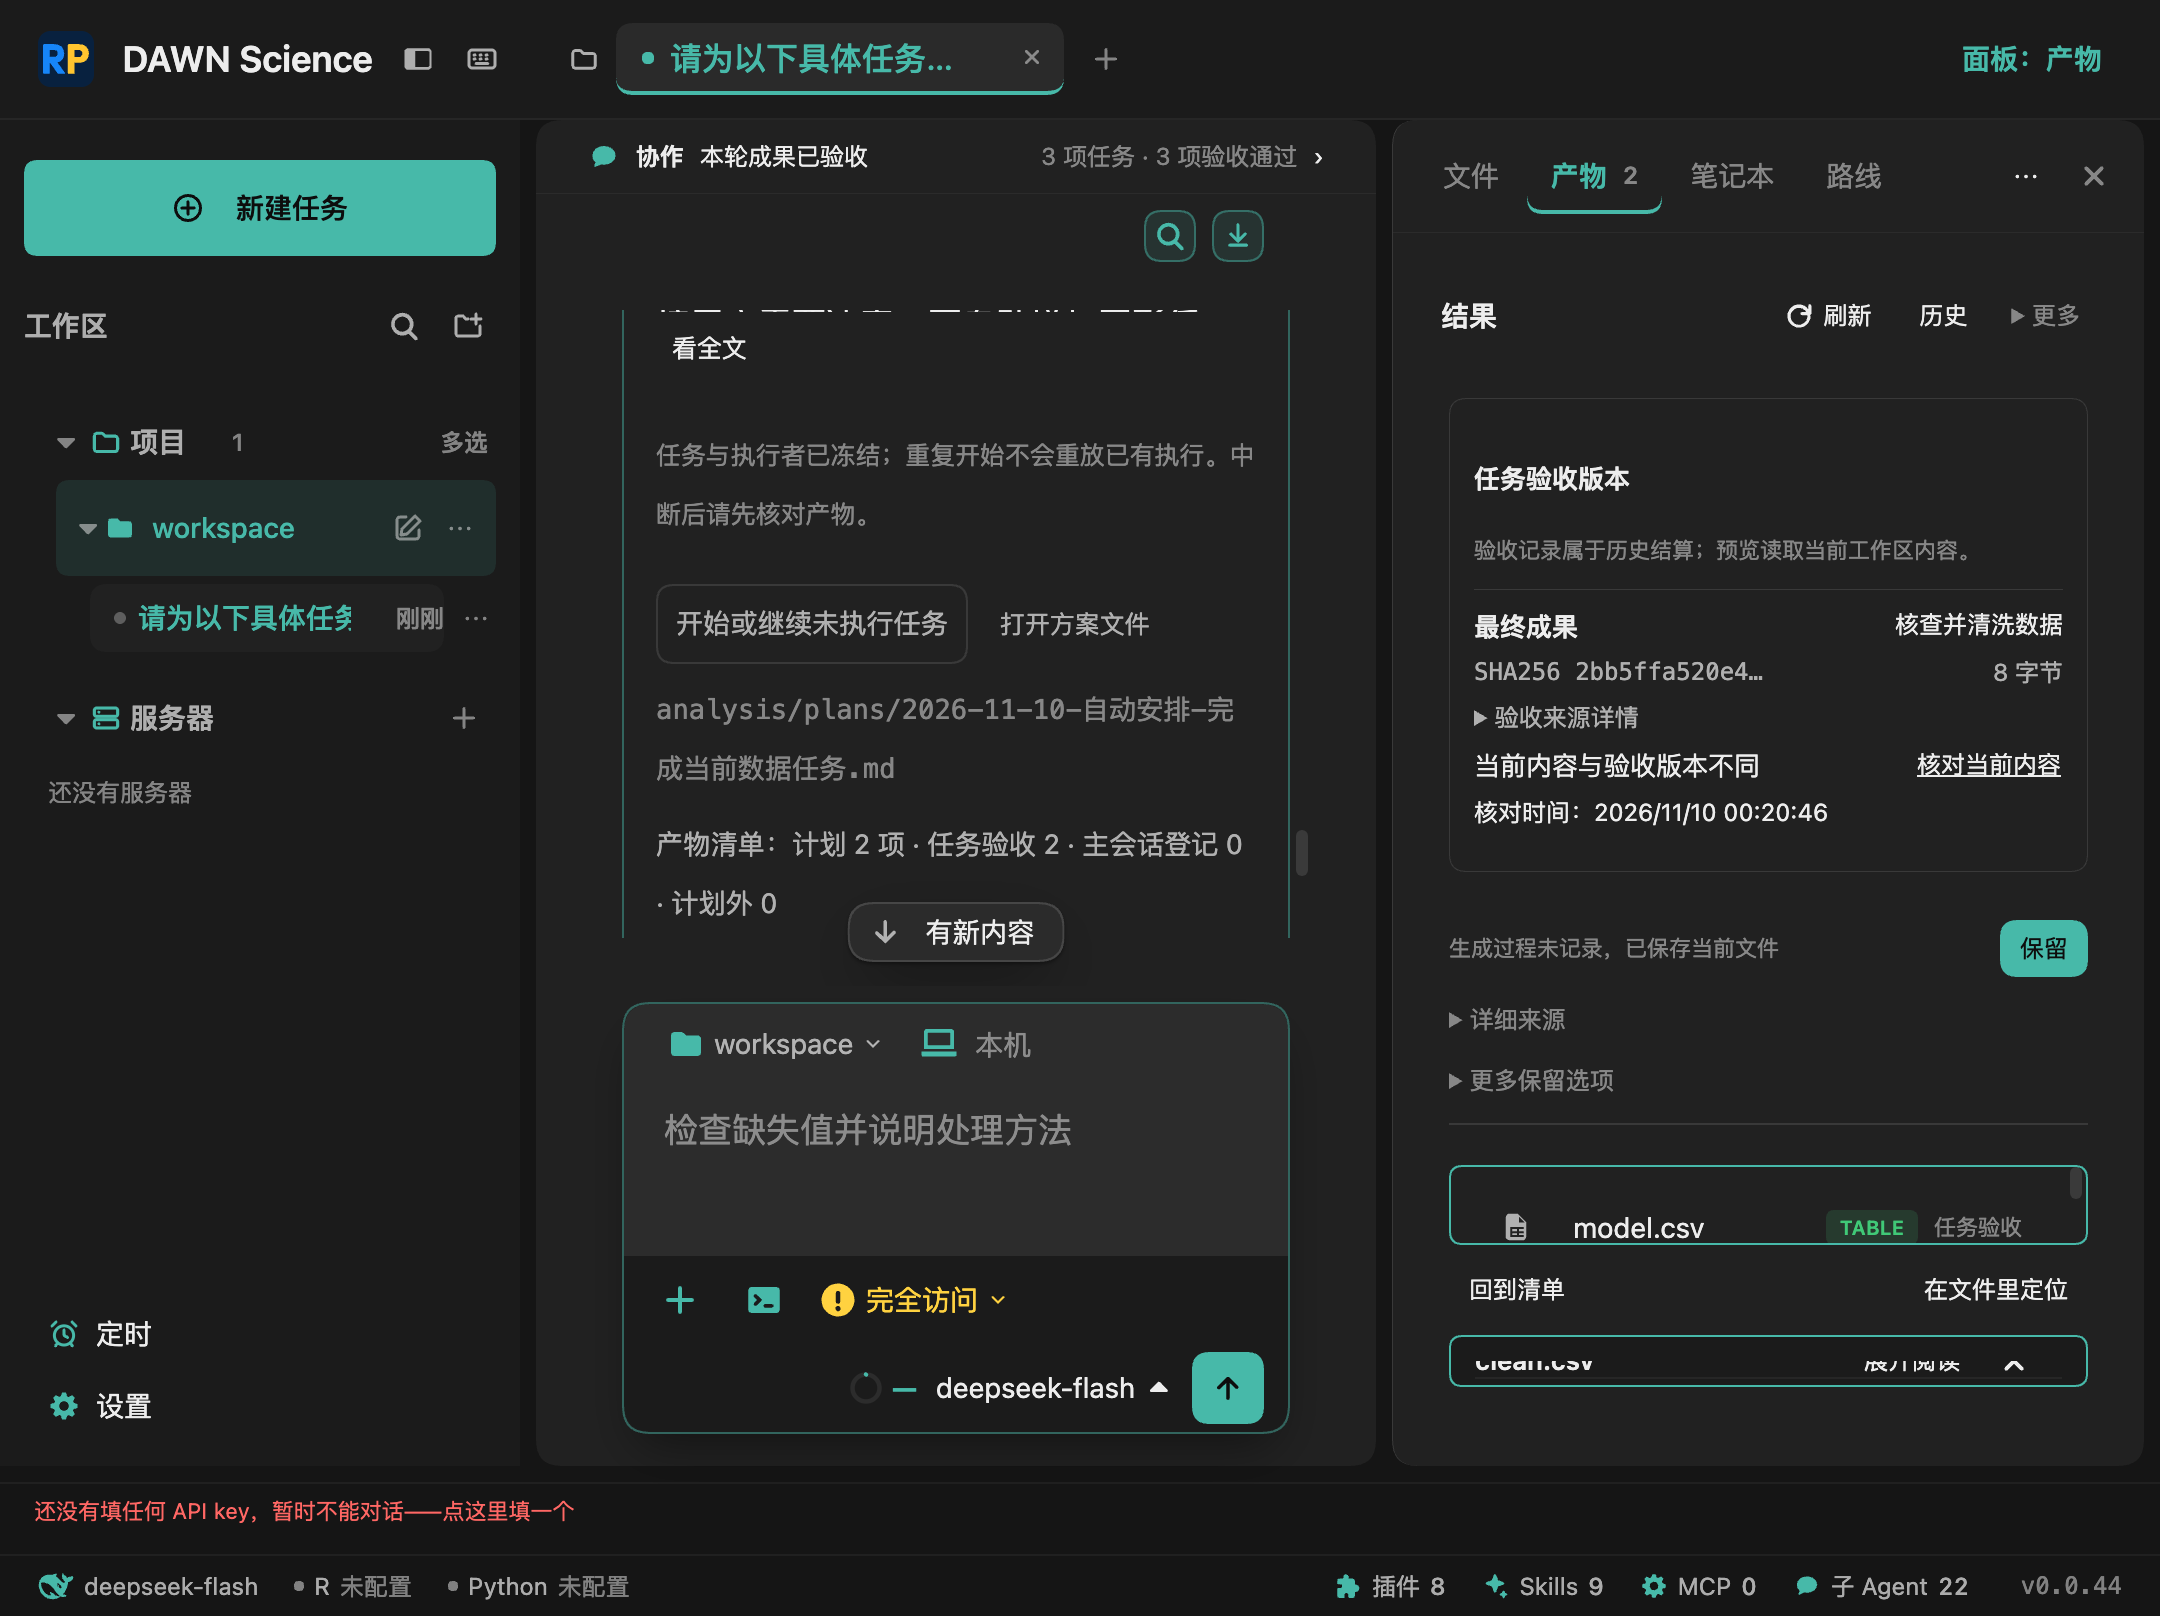 RP DAWN Science
请为以下具体任务...
面板：产物
新建任务
工作区
项目 1 多选
workspace
请为以下具体任务 刚刚
服务器
还没有服务器
定时
设置
协作 本轮成果已验收 3 项任务 · 3 项验收通过
看全文
任务与执行者已冻结；重复开始不会重放已有执行。中
断后请先核对产物。
开始或继续未执行任务 打开方案文件
analysis/plans/2026-11-10-自动安排-完
成当前数据任务.md
产物清单：计划 2 项 · 任务验收 2 · 主会话登记 0
· 计划外 0
有新内容
workspace 本机
检查缺失值并说明处理方法
完全访问
deepseek-flash
文件 产物 2 笔记本 路线
结果 刷新 历史 更多
任务验收版本
验收记录属于历史结算；预览读取当前工作区内容。
最终成果 核查并清洗数据
SHA256 2bb5ffa520e4… 8 字节
验收来源详情
当前内容与验收版本不同 核对当前内容
核对时间：2026/11/10 00:20:46
生成过程未记录，已保存当前文件 保留
详细来源
更多保留选项
model.csv TABLE 任务验收
回到清单 在文件里定位
clean.csv 展开阅读
还没有填任何 API key，暂时不能对话——点这里填一个
deepseek-flash R 未配置 Python 未配置
插件 8 Skills 9 MCP 0 子 Agent 22 v0.0.44